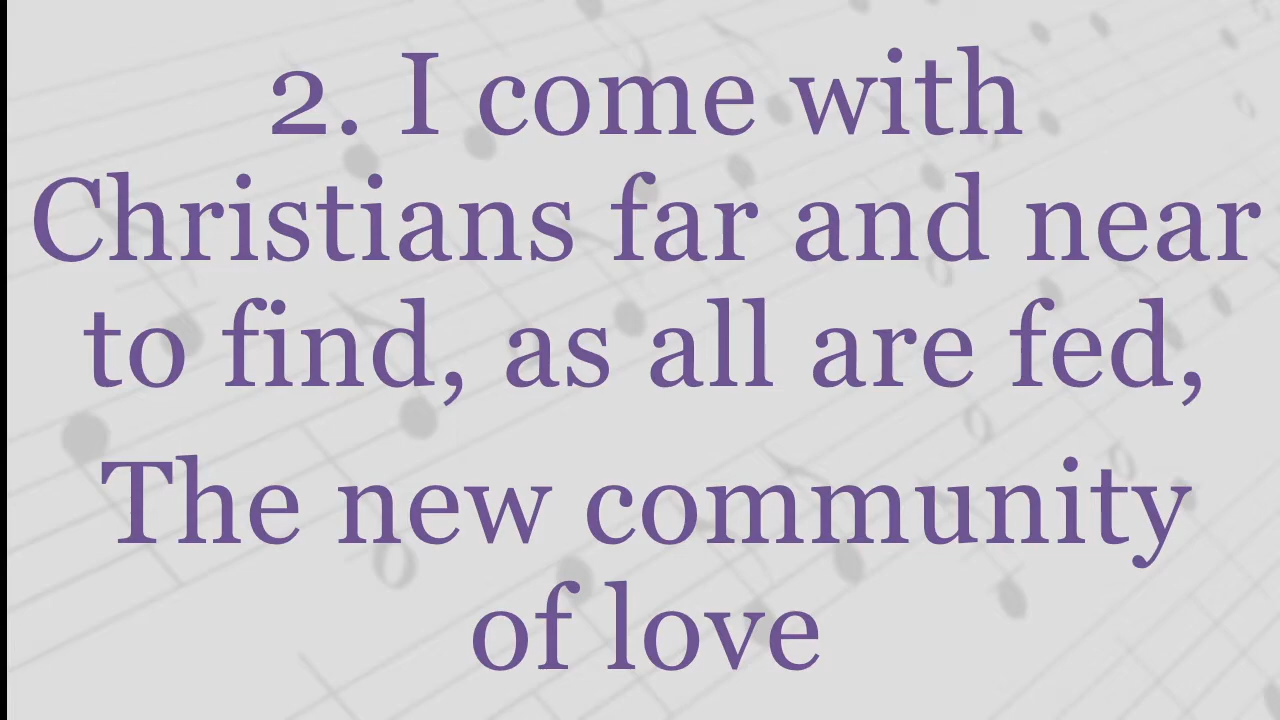 2. I come with
Christians far and near
to find, as all are fed,
The new community
of love